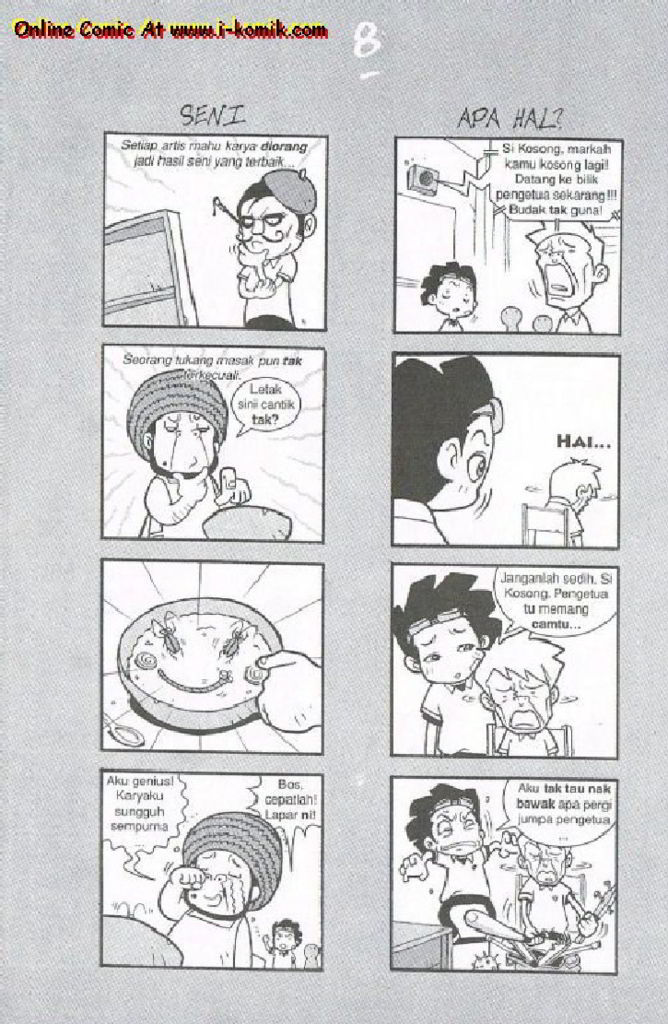 Online Comic At www.i-komik.com
8
SENI
Setiap artis mahu karya diorang
jadi hasil seni yang terbaik...
Seorang tukang masak pun tak
terkecuali.
Letak
sini cantik
tak?
Aku genius!
Karyaku
sungguh
sempurna
Bos,
cepatlah!
Lapar ni!
APA HAL?
Si Kosong, markah
kamu kosong lagi!
Datang ke bilik
pengetua sekarang!!!
Budak tak guna!
HAI...
Janganlah sedih, Si
Kosong. Pengetua
tu memang
camtu...
Aku tak tau nak
bawak apa pergi
jumpa pengetua
...